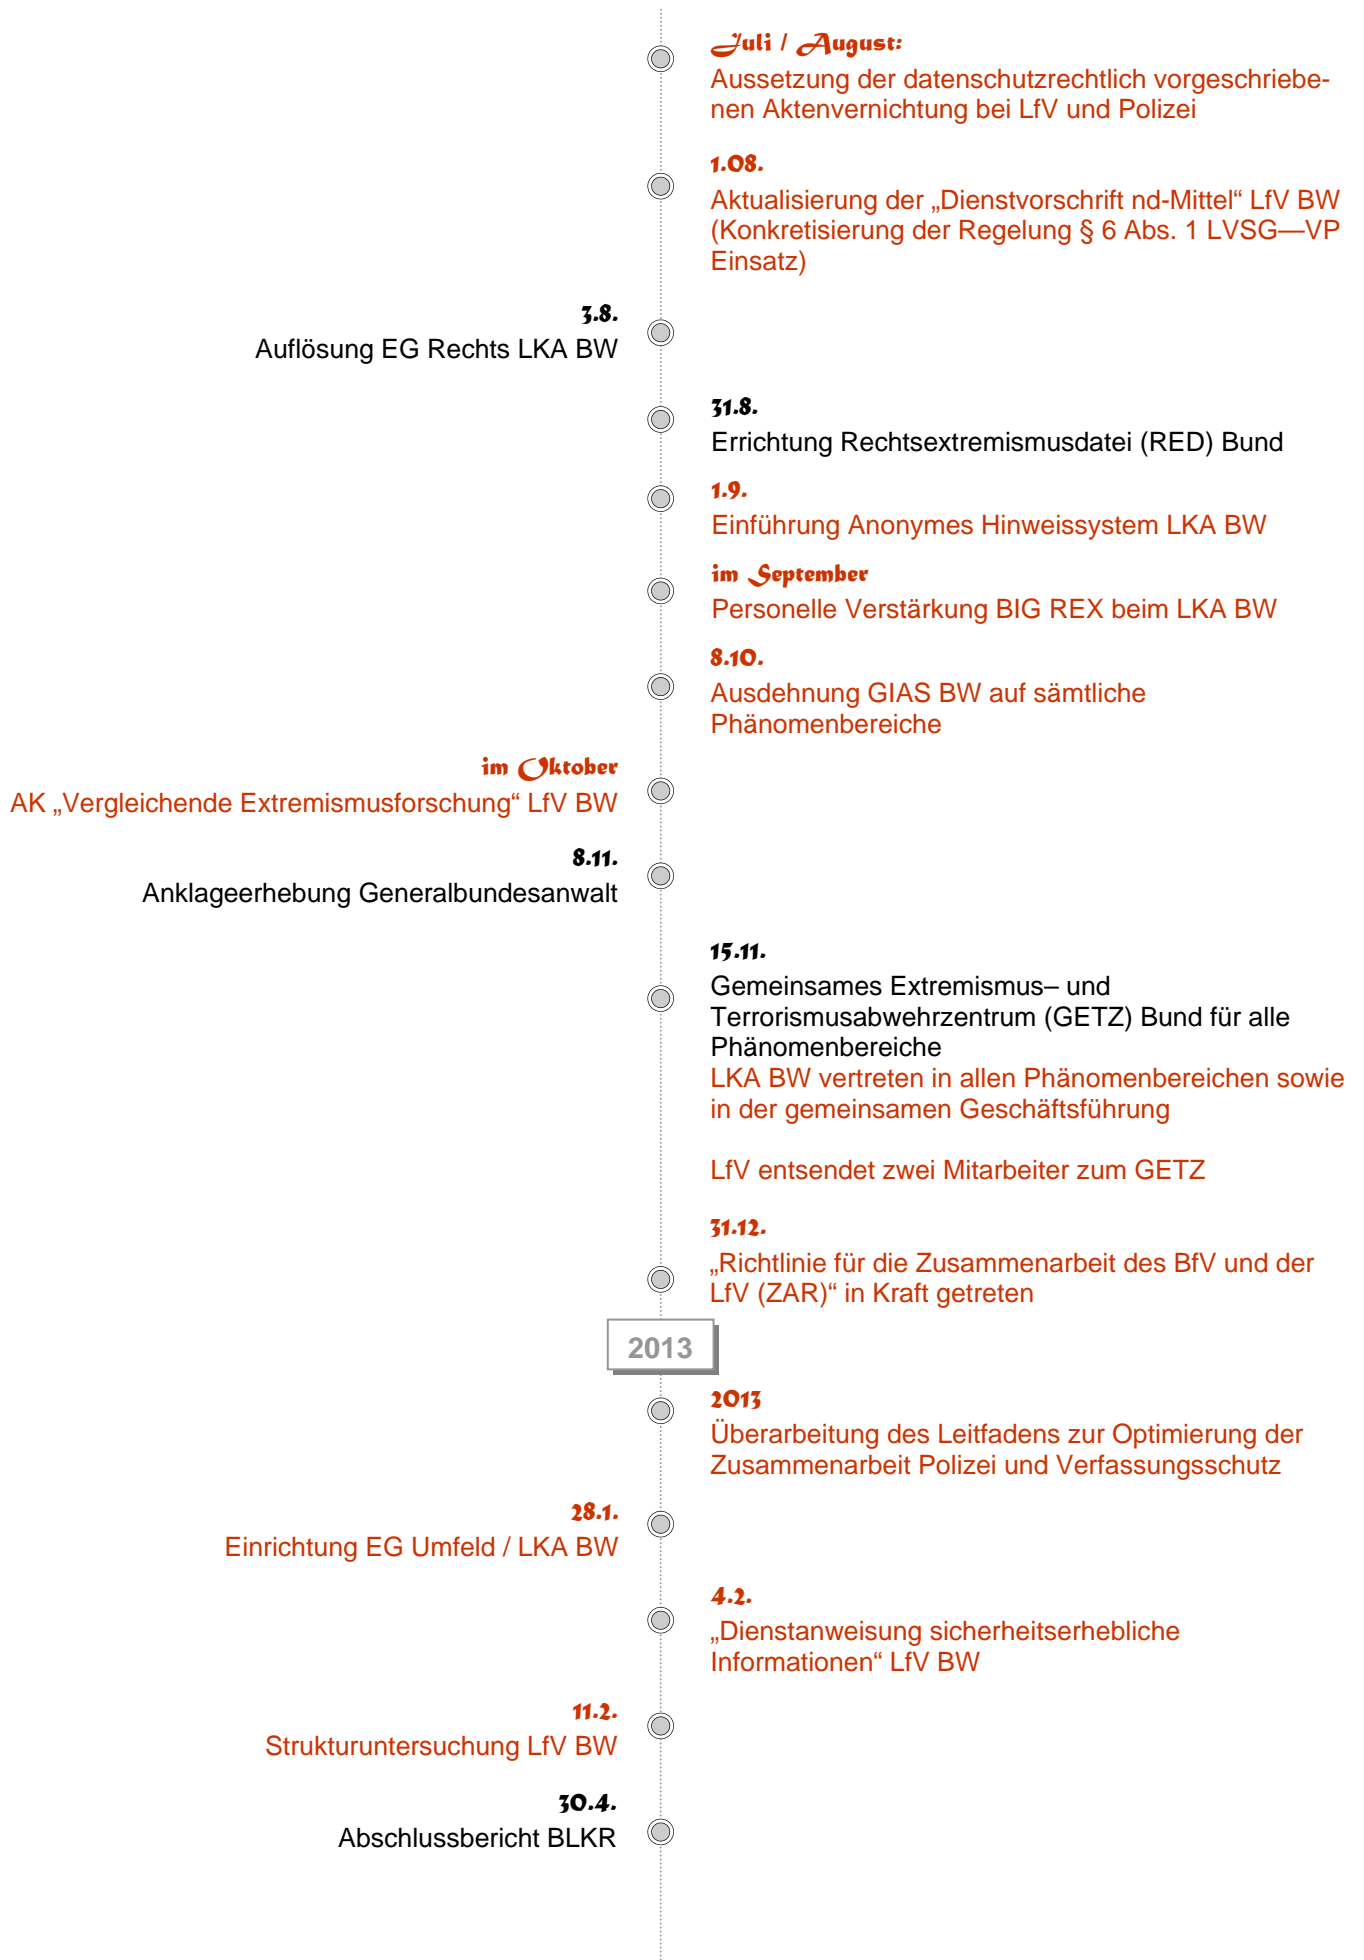 Juli / August:
Aussetzung der datenschutzrechtlich vorgeschriebe-
nen Aktenvernichtung bei LfV und Polizei
1.08.
Aktualisierung der „Dienstvorschrift nd-Mittel“ LfV BW
(Konkretisierung der Regelung § 6 Abs. 1 LVSG—VP
Einsatz)
3.8.
Auflösung EG Rechts LKA BW
31.8.
Errichtung Rechtsextremismusdatei (RED) Bund
1.9.
Einführung Anonymes Hinweissystem LKA BW
im September
Personelle Verstärkung BIG REX beim LKA BW
8.10.
Ausdehnung GIAS BW auf sämtliche
Phänomenbereiche
im Oktober
AK „Vergleichende Extremismusforschung“ LfV BW
8.11.
Anklageerhebung Generalbundesanwalt
15.11.
Gemeinsames Extremismus– und
Terrorismusabwehrzentrum (GETZ) Bund für alle
Phänomenbereiche
LKA BW vertreten in allen Phänomenbereichen sowie
in der gemeinsamen Geschäftsführung
LfV entsendet zwei Mitarbeiter zum GETZ
31.12.
„Richtlinie für die Zusammenarbeit des BfV und der
LfV (ZAR)“ in Kraft getreten
2013
2013
Überarbeitung des Leitfadens zur Optimierung der
Zusammenarbeit Polizei und Verfassungsschutz
28.1.
Einrichtung EG Umfeld / LKA BW
4.2.
„Dienstanweisung sicherheitserhebliche
Informationen“ LfV BW
11.2.
Strukturuntersuchung LfV BW
30.4.
Abschlussbericht BLKR